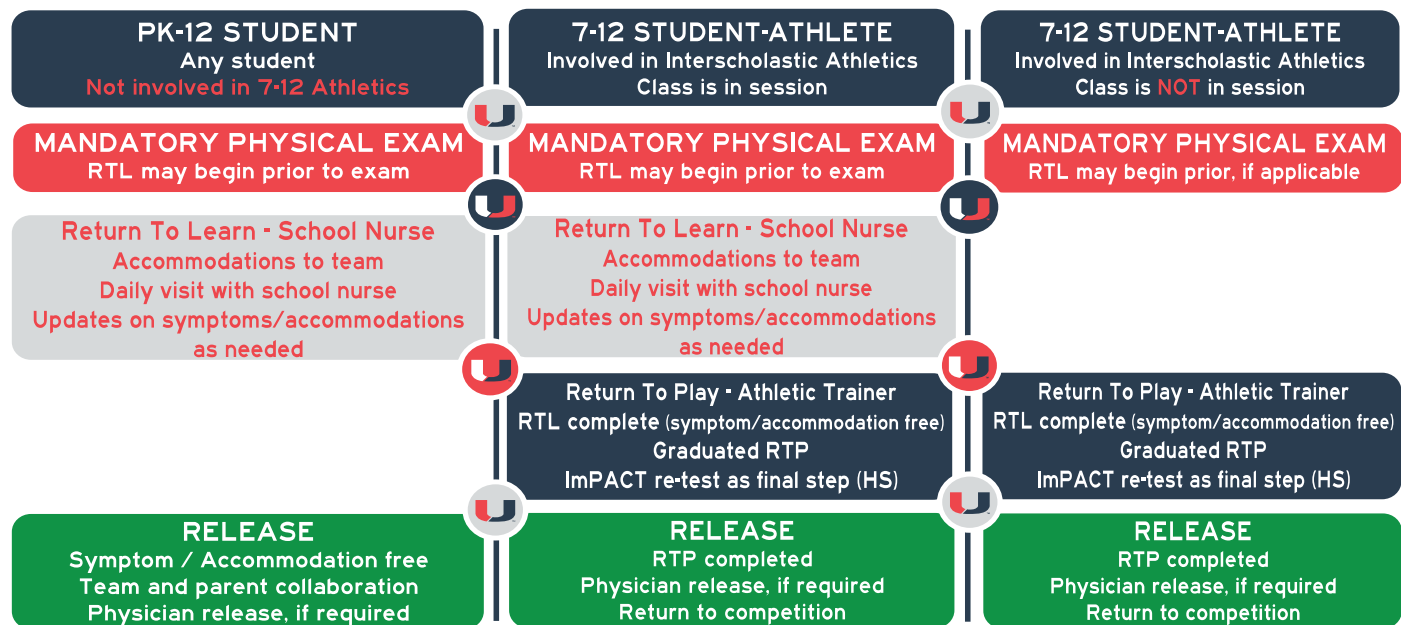 PK-12 STUDENT
Any student
Not involved in 7-12 Athletics
MANDATORY PHYSICAL EXAM
RTL may begin prior to exam
Return To Learn - School Nurse
Accommodations to team
Daily visit with school nurse
Updates on symptoms/accommodations
as needed
RELEASE
Symptom / Accommodation free
Team and parent collaboration
Physician release, if required
7-12 STUDENT-ATHLETE
Involved in Interscholastic Athletics
Class is in session
MANDATORY PHYSICAL EXAM
RTL may begin prior to exam
Return To Learn - School Nurse
Accommodations to team
Daily visit with school nurse
Updates on symptoms/accommodations
as needed
Return To Play - Athletic Trainer
RTL complete (symptom/accommodation free)
Graduated RTP
ImPACT re-test as final step (HS)
RELEASE
RTP completed
Physician release, if required
Return to competition
7-12 STUDENT-ATHLETE
Involved in Interscholastic Athletics
Class is NOT in session
MANDATORY PHYSICAL EXAM
RTL may begin prior, if applicable
Return To Play - Athletic Trainer
RTL complete (symptom/accommodation free)
Graduated RTP
ImPACT re-test as final step (HS)
RELEASE
RTP completed
Physician release, if required
Return to competition
U
U
U
U
U
U
U
U